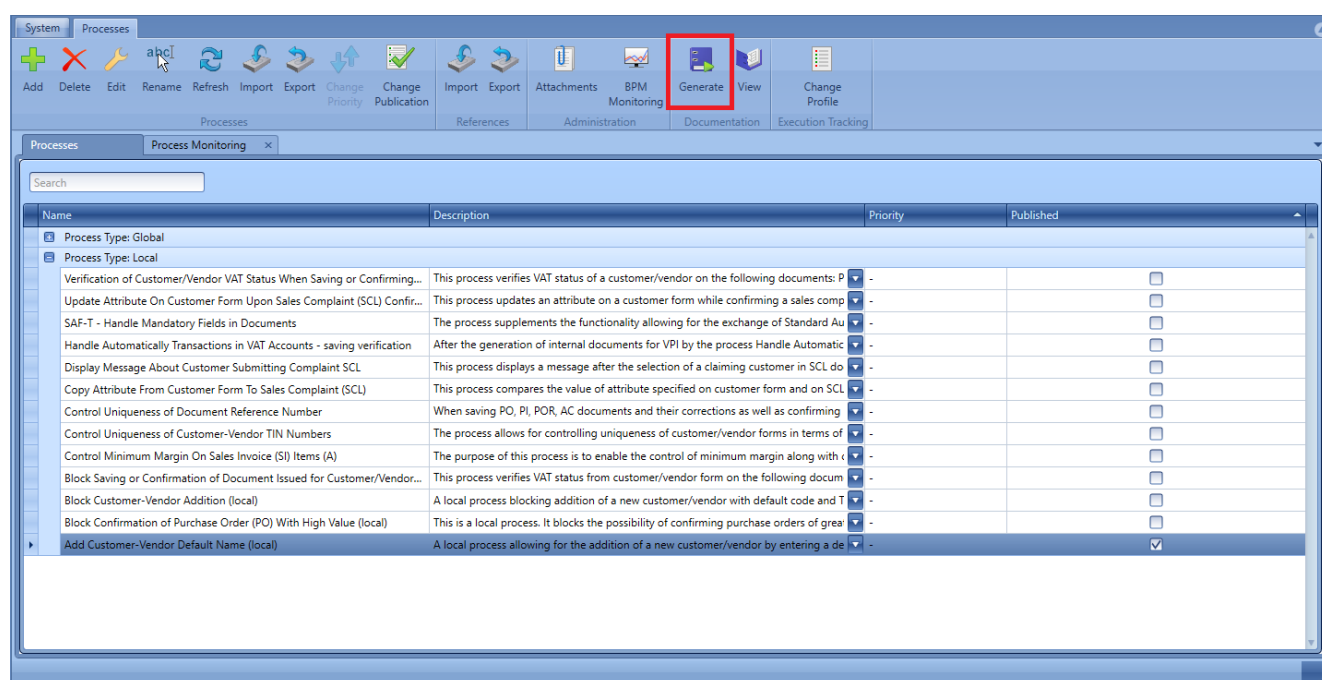 System Processes
abc
Add Delete Edit Rename Refresh Import Export Change Priority Change Publication Import Export Attachments BPM Monitoring Generate View Change Profile
Processes References Administration Documentation Execution Tracking
Processes Process Monitoring ×
Search
Name Description Priority Published
Process Type: Global
Process Type: Local
Verification of Customer/Vendor VAT Status When Saving or Confirming... This process verifies VAT status of a customer/vendor on the following documents: P -
Update Attribute On Customer Form Upon Sales Complaint (SCL) Confir... This process updates an attribute on a customer form while confirming a sales comp -
SAF-T - Handle Mandatory Fields in Documents The process supplements the functionality allowing for the exchange of Standard Au -
Handle Automatically Transactions in VAT Accounts - saving verification After the generation of internal documents for VPI by the process Handle Automatic -
Display Message About Customer Submitting Complaint SCL This process displays a message after the selection of a claiming customer in SCL do -
Copy Attribute From Customer Form To Sales Complaint (SCL) This process compares the value of attribute specified on customer form and on SCL -
Control Uniqueness of Document Reference Number When saving PO, PI, POR, AC documents and their corrections as well as confirming -
Control Uniqueness of Customer-Vendor TIN Numbers The process allows for controlling uniqueness of customer/vendor forms in terms of -
Control Minimum Margin On Sales Invoice (SI) Items (A) The purpose of this process is to enable the control of minimum margin along with -
Block Saving or Confirmation of Document Issued for Customer/Vendor... This process verifies VAT status from customer/vendor form on the following docum -
Block Customer-Vendor Addition (local) A local process blocking addition of a new customer/vendor with default code and T -
Block Confirmation of Purchase Order (PO) With High Value (local) This is a local process. It blocks the possibility of confirming purchase orders of grea -
Add Customer-Vendor Default Name (local) A local process allowing for the addition of a new customer/vendor by entering a de -